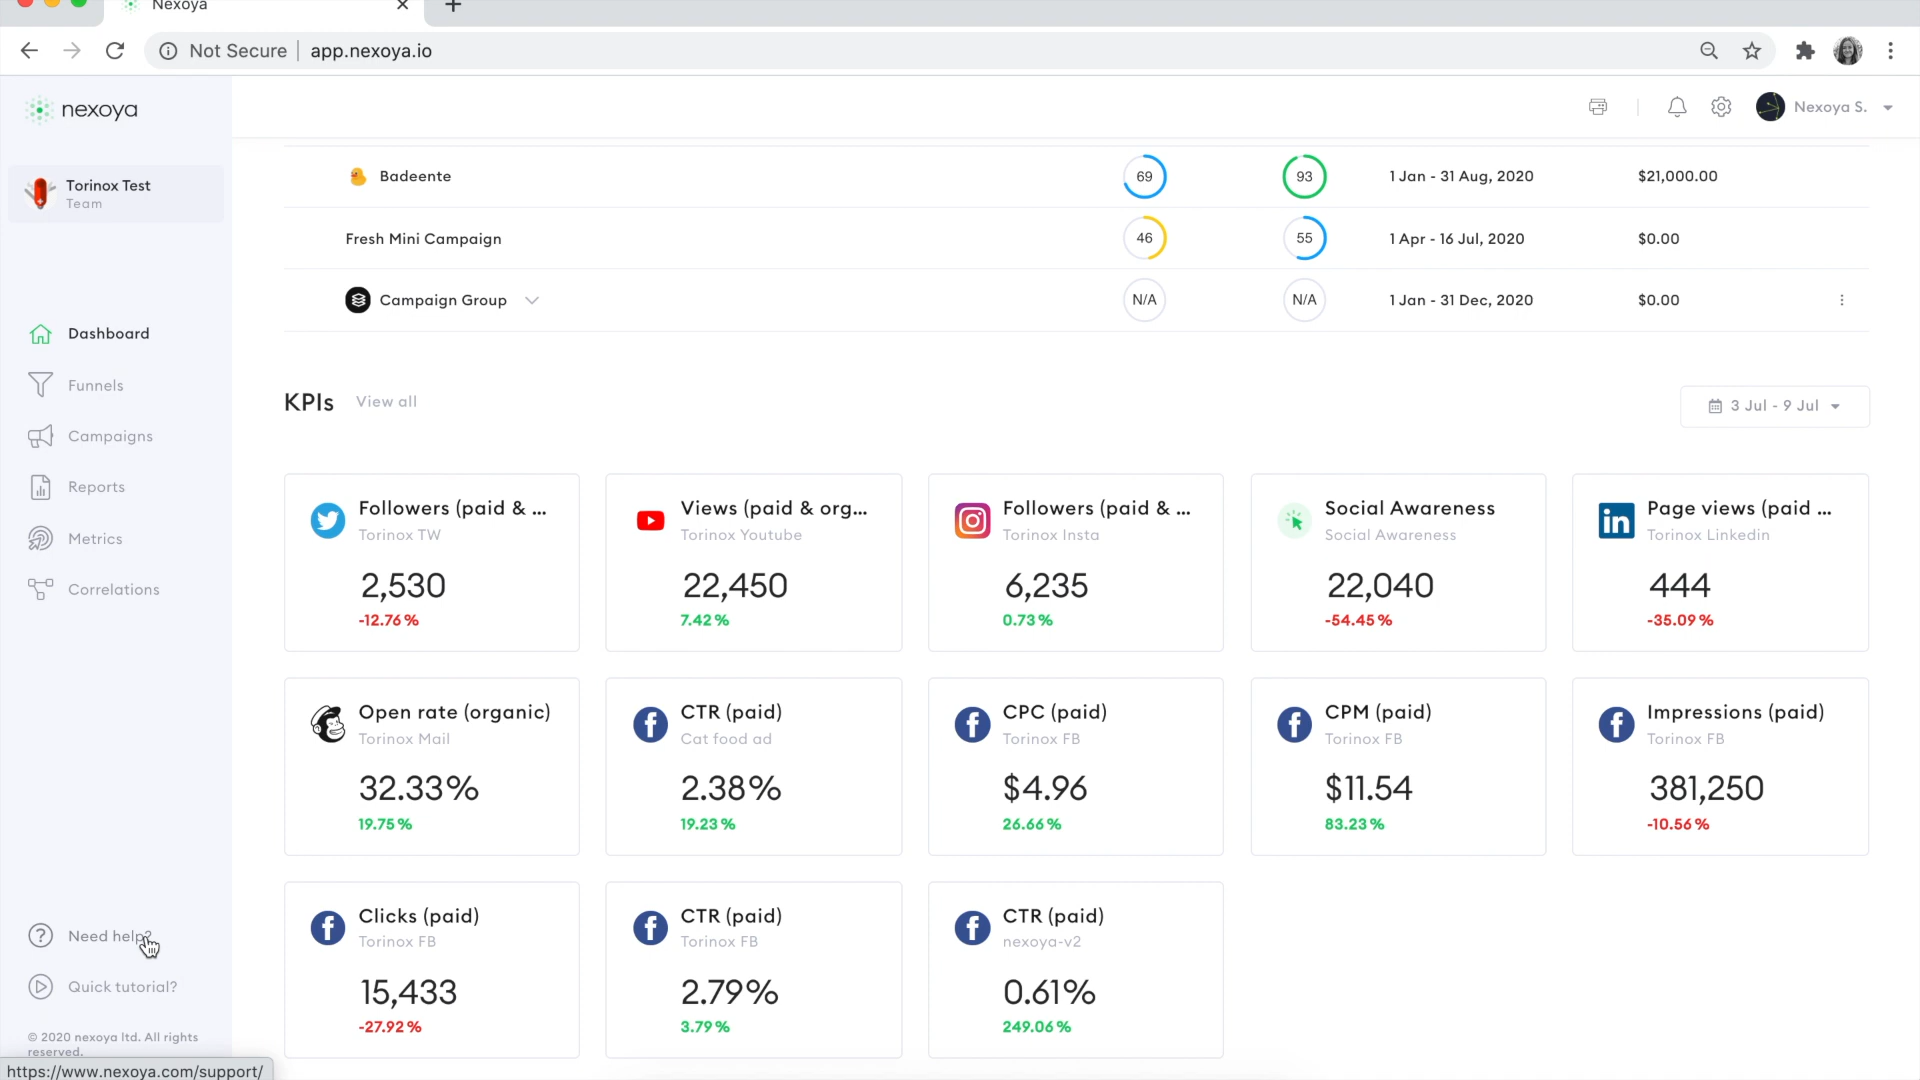 Nexoya
Not Secure app.nexoya.io
nexoya
Nexoya S.
Torinox Test
Team
Badeente 69 93 1 Jan - 31 Aug, 2020 $21,000.00
Fresh Mini Campaign 46 55 1 Apr - 16 Jul, 2020 $0.00
Campaign Group N/A N/A 1 Jan - 31 Dec, 2020 $0.00
Dashboard
Funnels
Campaigns
Reports
Metrics
Correlations
KPIs View all
3 Jul - 9 Jul
Followers (paid & ...
Torinox TW
2,530
-12.76 %
Views (paid & org...
Torinox Youtube
22,450
7.42 %
Followers (paid & ...
Torinox Insta
6,235
0.73 %
Social Awareness
Social Awareness
22,040
-54.45 %
Page views (paid ...
Torinox Linkedin
444
-35.09 %
Open rate (organic)
Torinox Mail
32.33%
19.75 %
CTR (paid)
Cat food ad
2.38%
19.23 %
CPC (paid)
Torinox FB
$4.96
26.66 %
CPM (paid)
Torinox FB
$11.54
83.23 %
Impressions (paid)
Torinox FB
381,250
-10.56 %
Clicks (paid)
Torinox FB
15,433
-27.92 %
CTR (paid)
Torinox FB
2.79%
3.79 %
CTR (paid)
nexoya-v2
0.61%
249.06 %
Need help?
Quick tutorial?
© 2020 nexoya ltd. All rights
reserved.
https://www.nexoya.com/support/